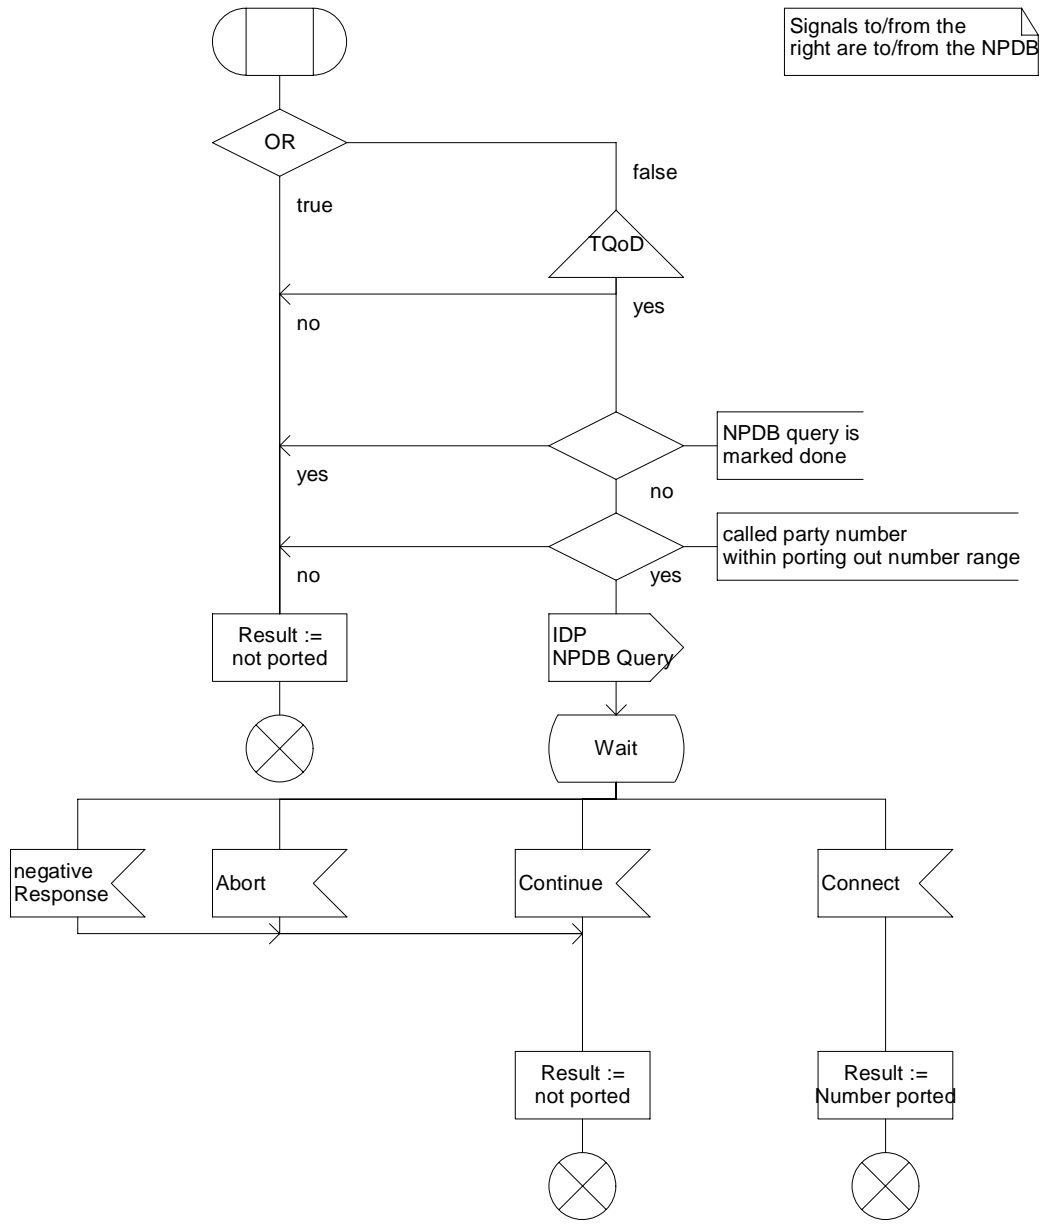 Signals to/from the
right are to/from the NPDB
OR
false
true
TQoD
yes
no
NPDB query is
marked done
yes
no
called party number
within porting out number range
no
yes
Result :=
not ported
IDP
NPDB Query
Wait
negative
Response
Abort
Continue
Connect
Result :=
not ported
Result :=
Number ported